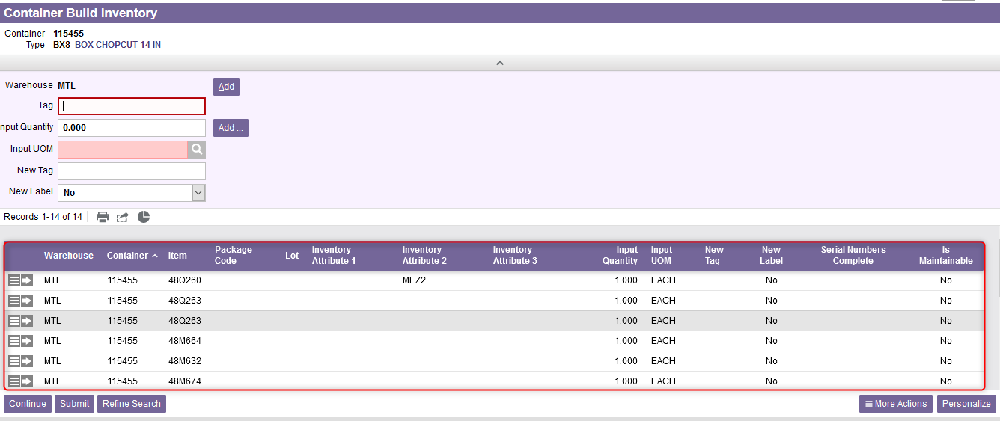 Container Build Inventory
Container 115455
Type BX8 BOX CHOPCUT 14 IN
Warehouse MTL Add
Tag
nput Quantity 0.000 Add ...
Input UOM
New Tag
New Label No
Records 1-14 of 14
Warehouse Container Item Package Code Lot Inventory Attribute 1 Inventory Attribute 2 Inventory Attribute 3 Input Quantity Input UOM New Tag New Label Serial Numbers Complete Is Maintainable
MTL 115455 48Q260 MEZ2 1.000 EACH No No
MTL 115455 48Q263 1.000 EACH No No
MTL 115455 48Q263 1.000 EACH No No
MTL 115455 48M664 1.000 EACH No No
MTL 115455 48M632 1.000 EACH No No
MTL 115455 48M674 1.000 EACH No No
Continue Submit Refine Search More Actions Personalize